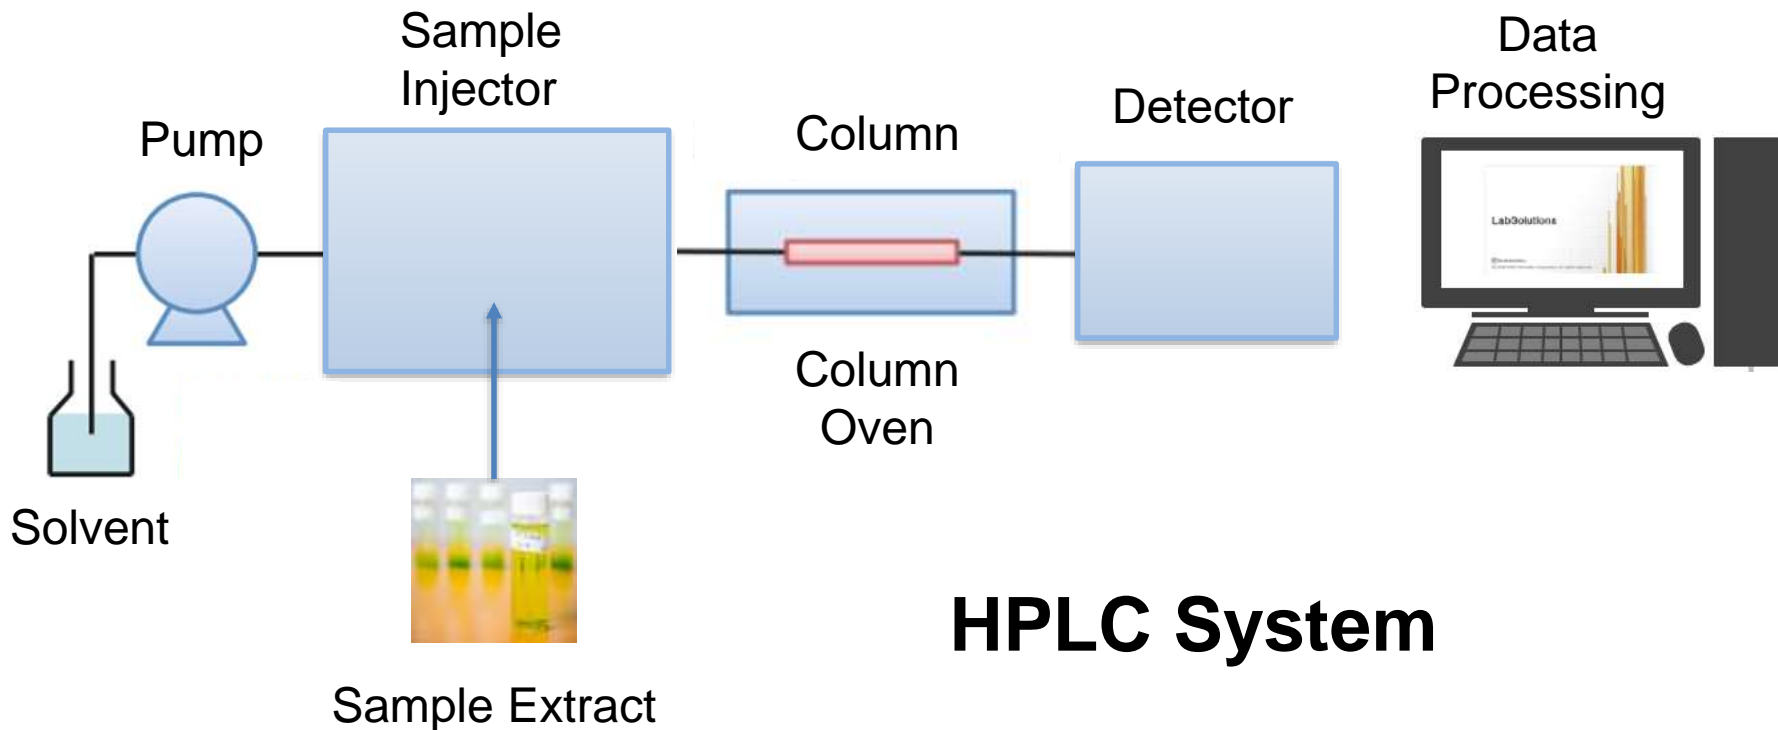 Sample
Injector
Data
Processing
Pump
Column
Detector
LabSolutions
Column
Oven
Solvent
HPLC System
Sample Extract